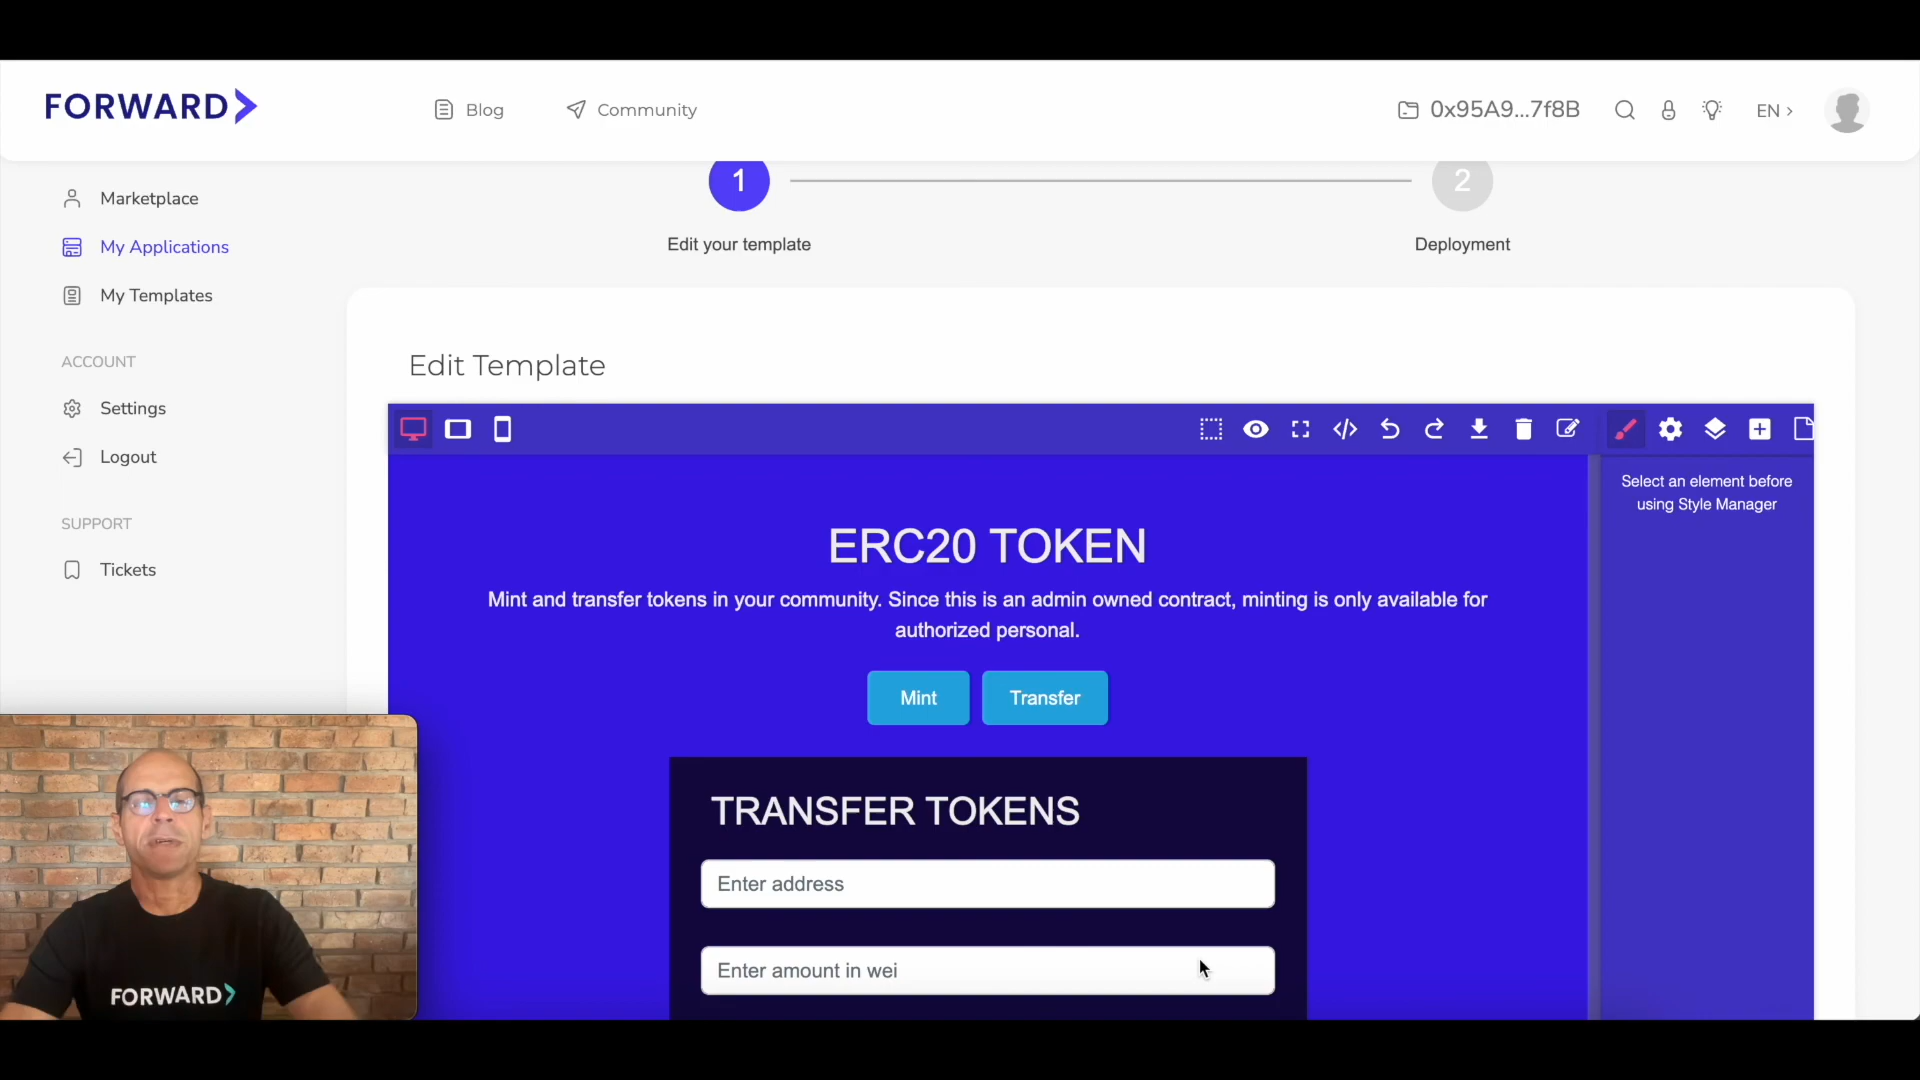 FORWARD
Blog
Community
0x95A9...7f8B
EN
Marketplace
My Applications
My Templates
ACCOUNT
Settings
Logout
SUPPORT
Tickets
1
2
Edit your template
Deployment
Edit Template
Select an element before
using Style Manager
ERC20 TOKEN
Mint and transfer tokens in your community. Since this is an admin owned contract, minting is only available for
authorized personal.
Mint
Transfer
TRANSFER TOKENS
Enter address
Enter amount in wei
FORWARD